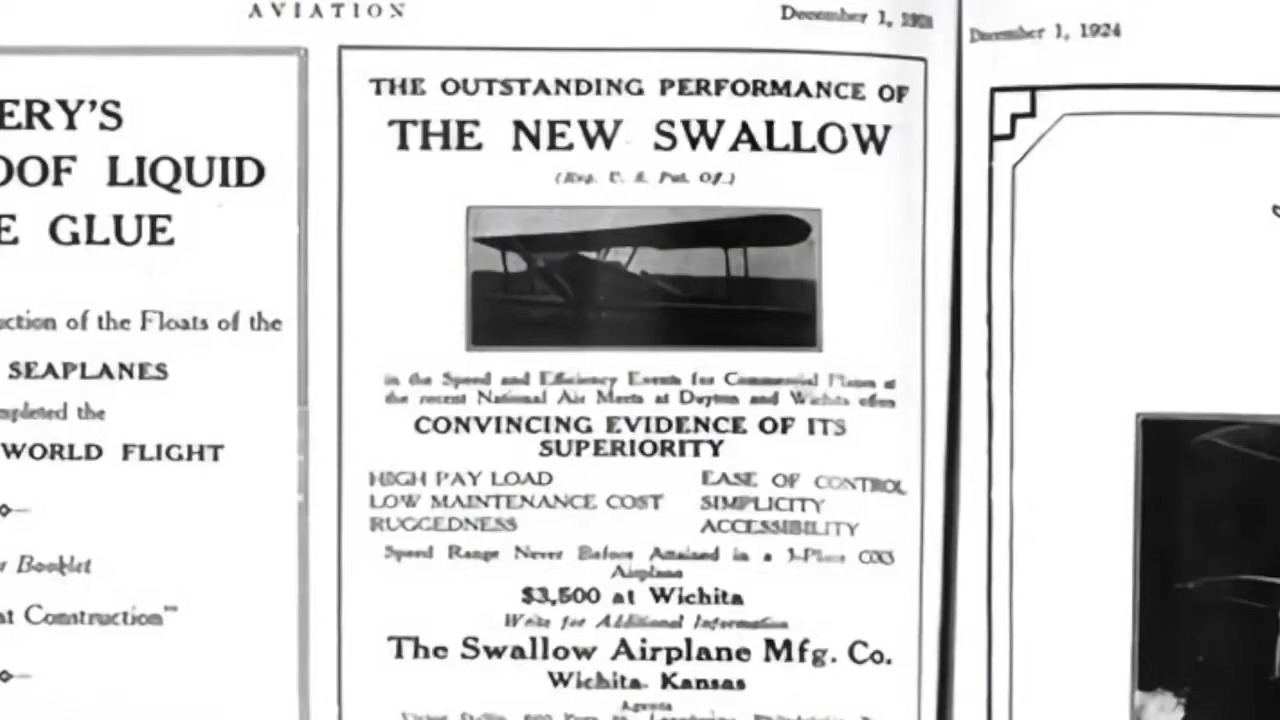 AVIATION
December 1,
December 1, 1924
ERY'S
OOF LIQUID
E GLUE
uction of the Floats of the
SEAPLANES
mpleted the
WORLD FLIGHT
r Booklet
at Construction"
THE OUTSTANDING PERFORMANCE OF
THE NEW SWALLOW
(Reg. U. S. Pat. Off.)
in the Speed and Efficiency Events for Commercial Planes at
the recent National Air Meets at Dayton and Wichita offers
CONVINCING EVIDENCE OF ITS
SUPERIORITY
HIGH PAY LOAD EASE OF CONTROL
LOW MAINTENANCE COST SIMPLICITY
RUGGEDNESS ACCESSIBILITY
Speed Range Never Before Attained in a 3-Place OX5
Airplane
$3,500 at Wichita
Write for Additional Information
The Swallow Airplane Mfg. Co.
Wichita. Kansas
Agents